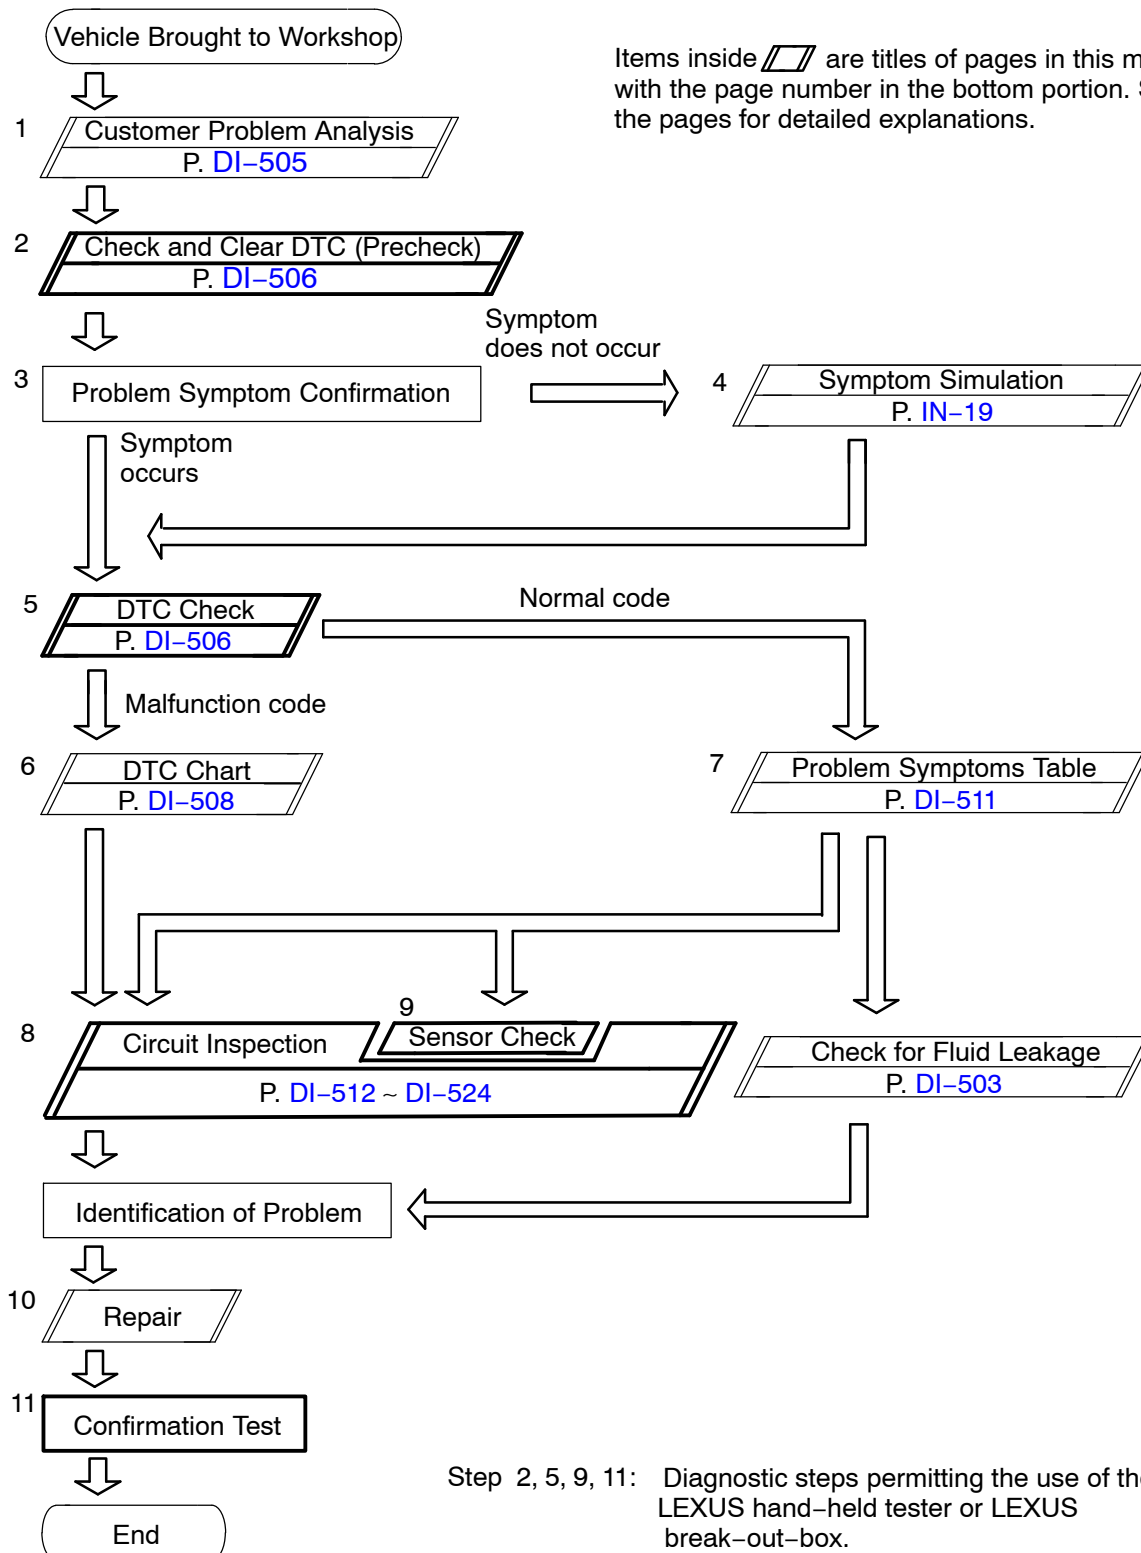 Vehicle Brought to Workshop
Items inside are titles of pages in this
with the page number in the bottom portion.
the pages for detailed explanations.
1
Customer Problem Analysis
P. DI–505
2
Check and Clear DTC (Precheck)
P. DI–506
Symptom
does not occur
3
Problem Symptom Confirmation
4
Symptom Simulation
P. IN–19
Symptom
occurs
5
DTC Check
P. DI–506
Normal code
Malfunction code
6
DTC Chart
P. DI–508
7
Problem Symptoms Table
P. DI–511
8
Circuit Inspection
9
Sensor Check
P. DI–512 ~ DI–524
Check for Fluid Leakage
P. DI–503
Identification of Problem
10
Repair
11
Confirmation Test
Step 2, 5, 9, 11: Diagnostic steps permitting the use of the
LEXUS hand–held tester or LEXUS
break–out–box.
End